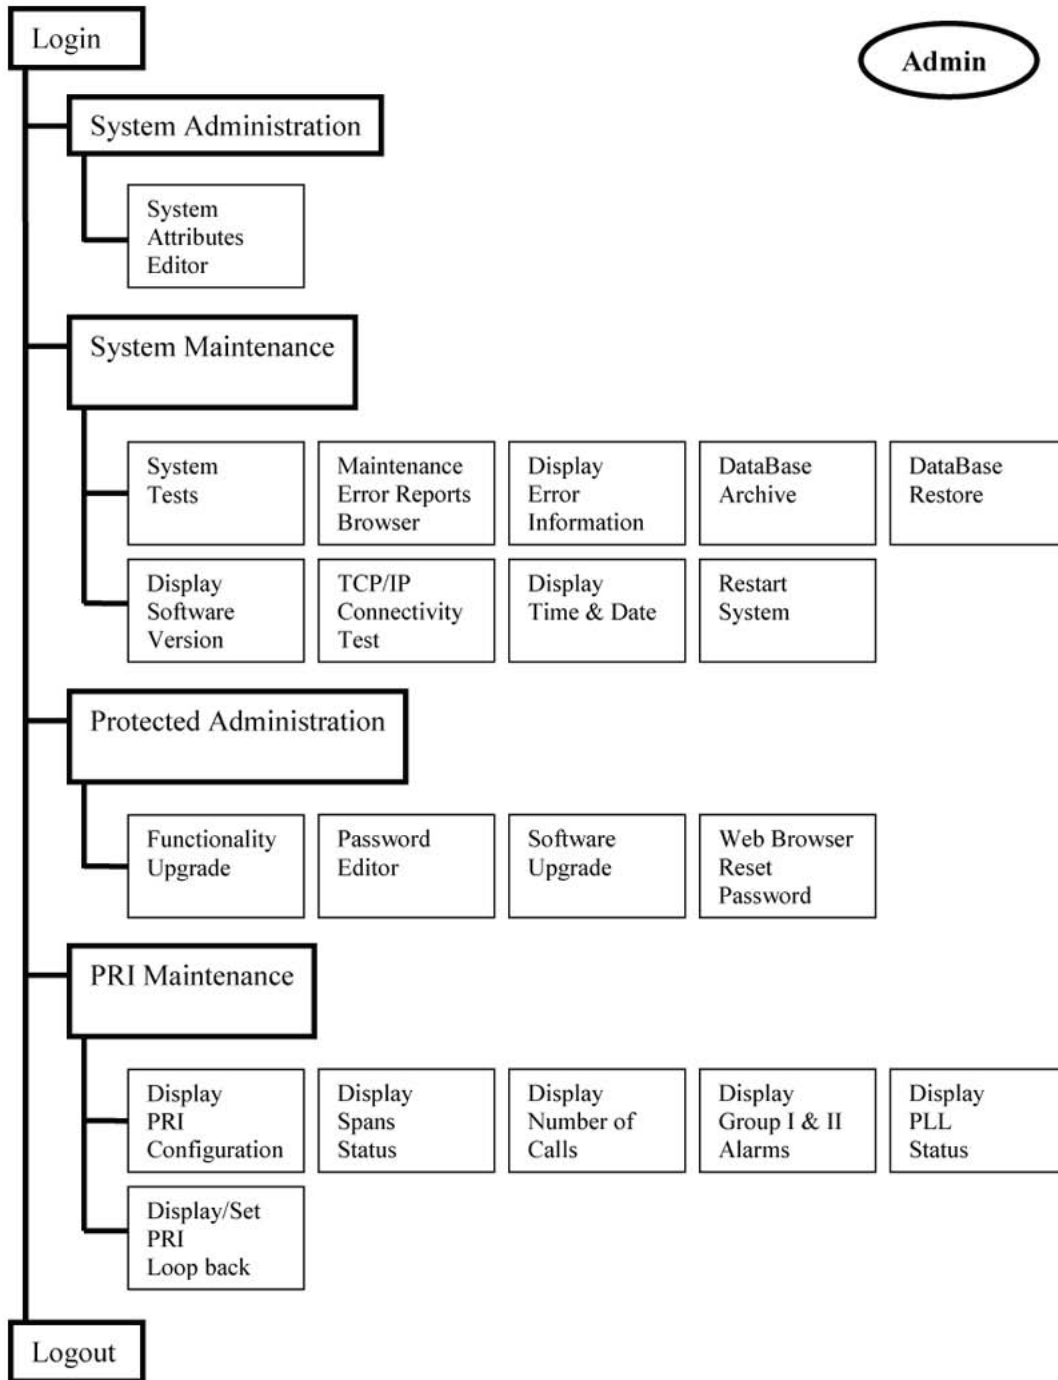 Login
Admin
System Administration
System
Attributes
Editor
System Maintenance
System
Tests
Maintenance
Error Reports
Browser
Display
Error
Information
DataBase
Archive
DataBase
Restore
Display
Software
Version
TCP/IP
Connectivity
Test
Display
Time & Date
Restart
System
Protected Administration
Functionality
Upgrade
Password
Editor
Software
Upgrade
Web Browser
Reset
Password
PRI Maintenance
Display
PRI
Configuration
Display
Spans
Status
Display
Number of
Calls
Display
Group I & II
Alarms
Display
PLL
Status
Display/Set
PRI
Loop back
Logout